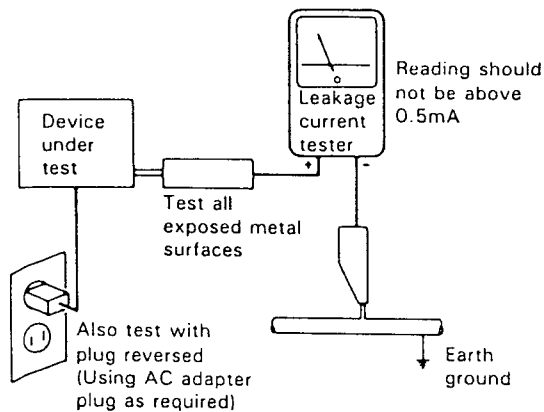 Device
under
test
Leakage
current
tester
+
-
Reading should
not be above
0.5mA
Test all
exposed metal
surfaces
Also test with
plug reversed
(Using AC adapter
plug as required)
Earth
ground